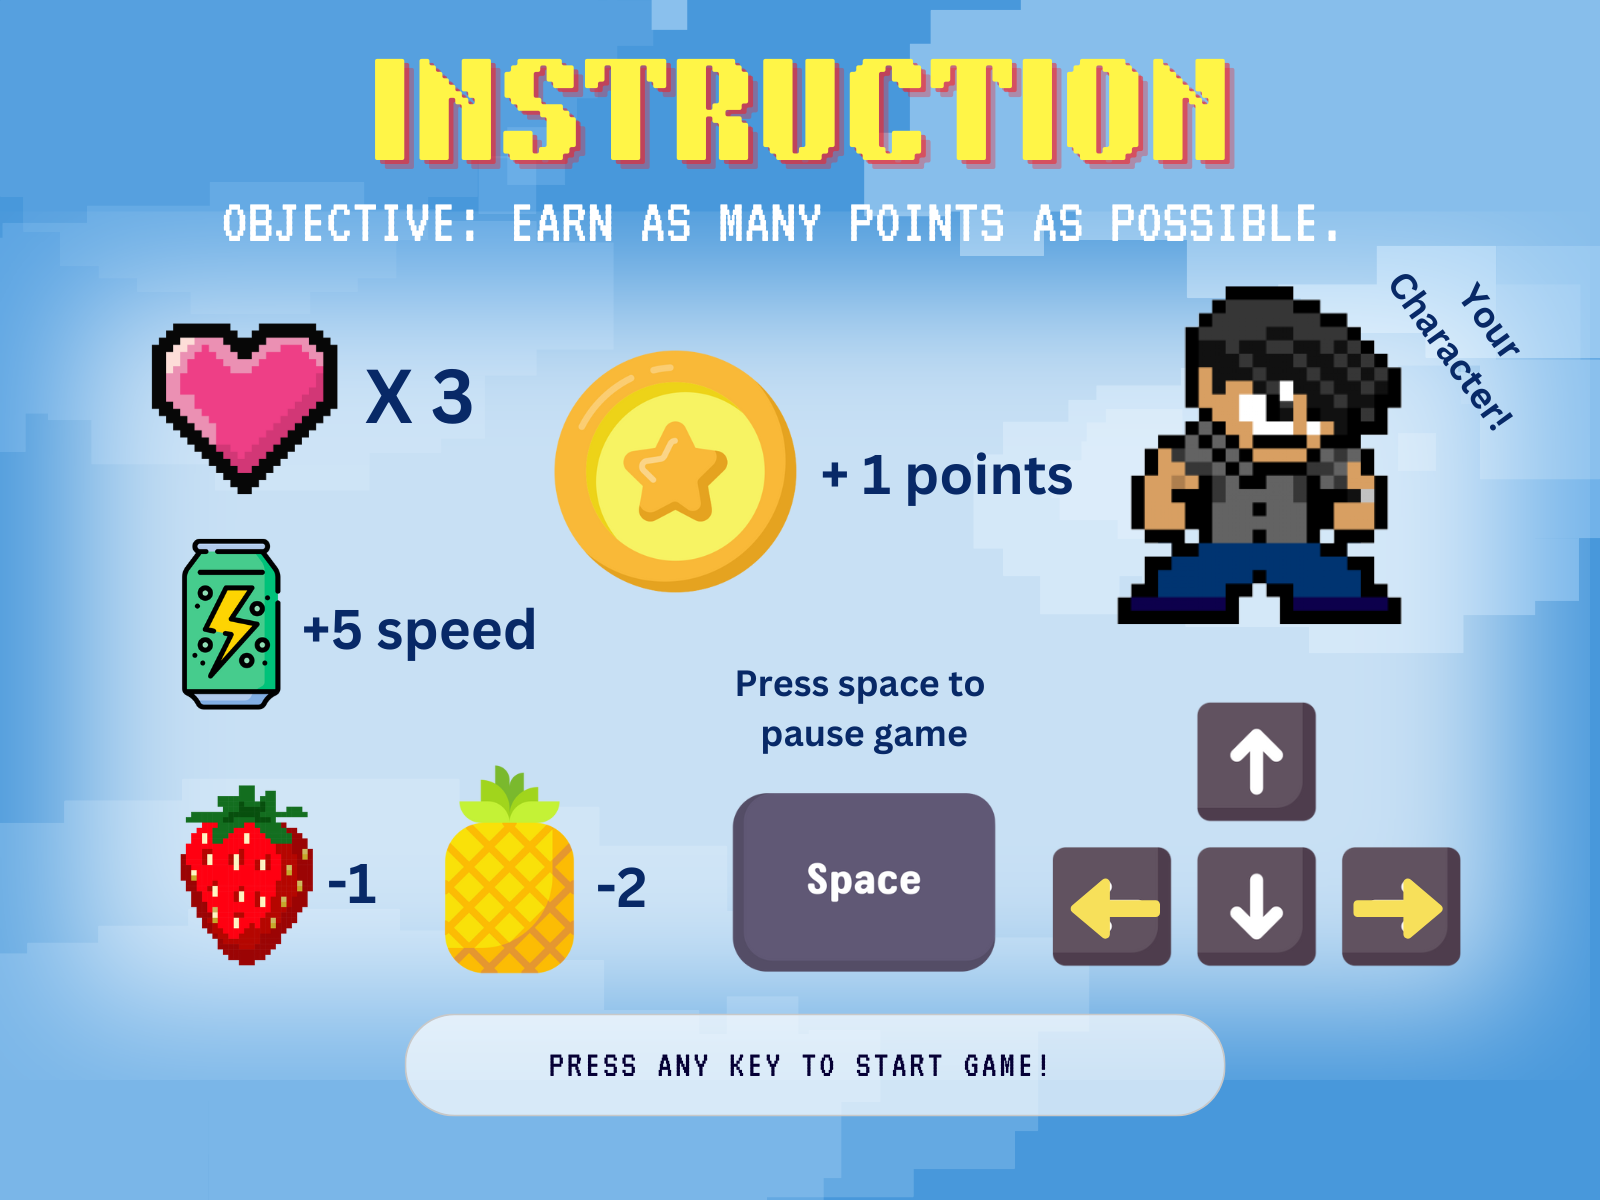 INSTRUCTION
OBJECTIVE: EARN AS MANY POINTS AS POSSIBLE.
Your
Character!
X 3
+ 1 points
+5 speed
Press space to
pause game
-1
-2
Space
PRESS ANY KEY TO START GAME!